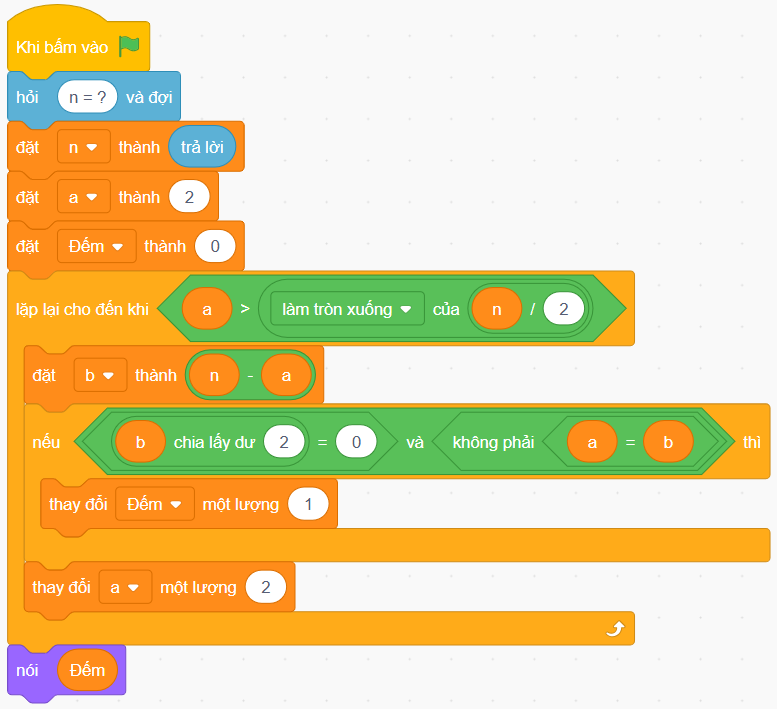 Khi bấm vào
hỏi n = ? và đợi
đặt n thành trả lời
đặt a thành 2
đặt Đếm thành 0
lặp lại cho đến khi a > làm tròn xuống của n / 2
đặt b thành n - a
nếu b chia lấy dư 2 = 0 và không phải a = b thì
thay đổi Đếm một lượng 1
thay đổi a một lượng 2
nói Đếm